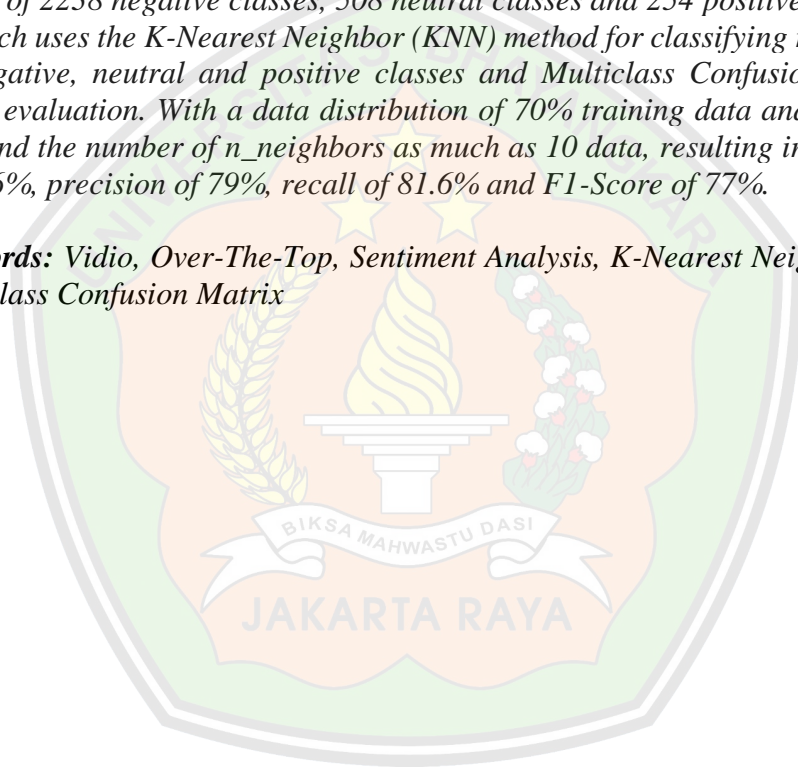 of 2238 negative classes, 508 neutral classes and 254 positive
ch uses the K-Nearest Neighbor (KNN) method for classifying
gative, neutral and positive classes and Multiclass Confusio
evaluation. With a data distribution of 70% training data and
nd the number of n_neighbors as much as 10 data, resulting in
6%, precision of 79%, recall of 81.6% and F1-Score of 77%.
ords: Vidio, Over-The-Top, Sentiment Analysis, K-Nearest Neig
lass Confusion Matrix
UNIVERSITAS BHAYANGKARA
BIKSA MAHWASTU DASI
JAKARTA RAYA